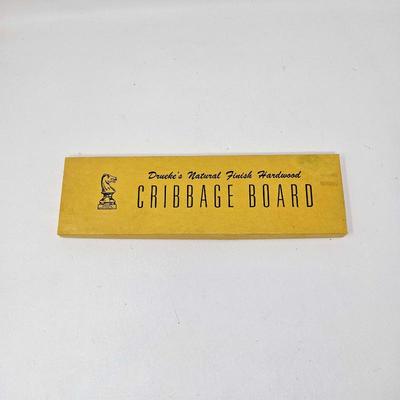 Drueke's Natural Finish Hardwood
CRIBBAGE BOARD